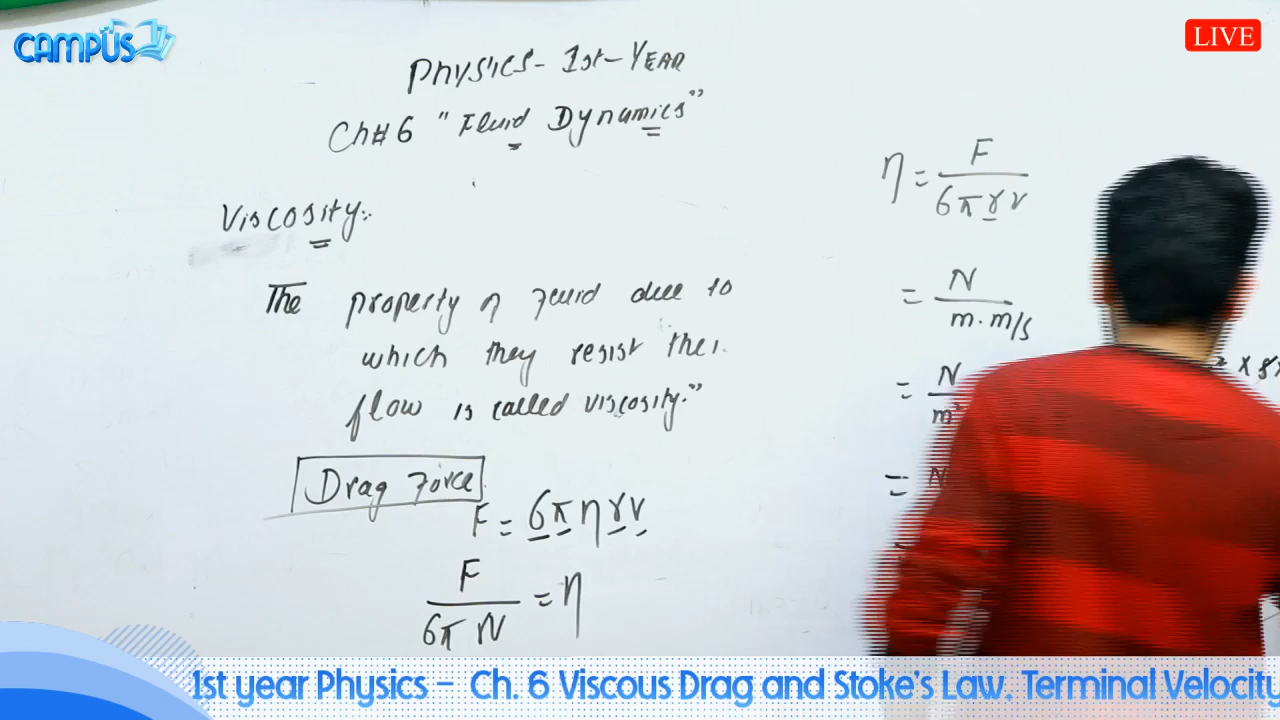 CAMPUS
LIVE
Physics - 1st - YEAR
Ch# 6 "Fluid Dynamics"
Viscosity:
The property of fluid due to
which they resist their
flow is called viscosity."
Drag Force
F = 6π η r v
F / 6π rv = η
η = F / 6π r v
= N / m . m/s
= N
= N
1st year Physics – Ch. 6 Viscous Drag and Stoke's Law, Terminal Velocity